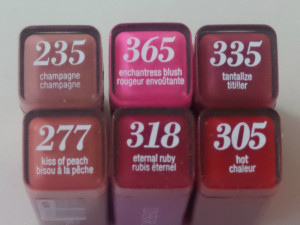 235
champagne
champagne
365
enchantress blush
rougeur envoûtante
335
tantalize
titiller
277
kiss of peach
bisou à la pêche
318
eternal ruby
rubis éternel
305
hot
chaleur